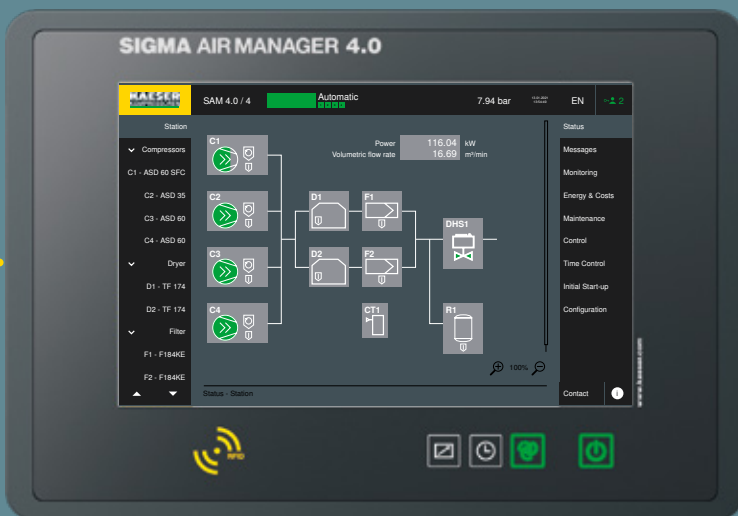 SIGMA AIR MANAGER 4.0
KAESER
KOMPRESSOREN
SAM 4.0 / 4
Automatic
7.94 bar
EN
2
Station
Compressors
C1 - ASD 60 SFC
C2 - ASD 35
C3 - ASD 60
C4 - ASD 60
Dryer
D1 - TF 174
D2 - TF 174
Filter
F1 - F184KE
F2 - F184KE
Power 116.04 kW
Volumetric flow rate 16.69 m³/min
C1
C2
D1
F1
DHS1
C3
D2
F2
C4
CT1
R1
100%
Status - Station
Status
Messages
Monitoring
Energy & Costs
Maintenance
Control
Time Control
Initial Start-up
Configuration
Contact
i
www.kaeser.com
RFID